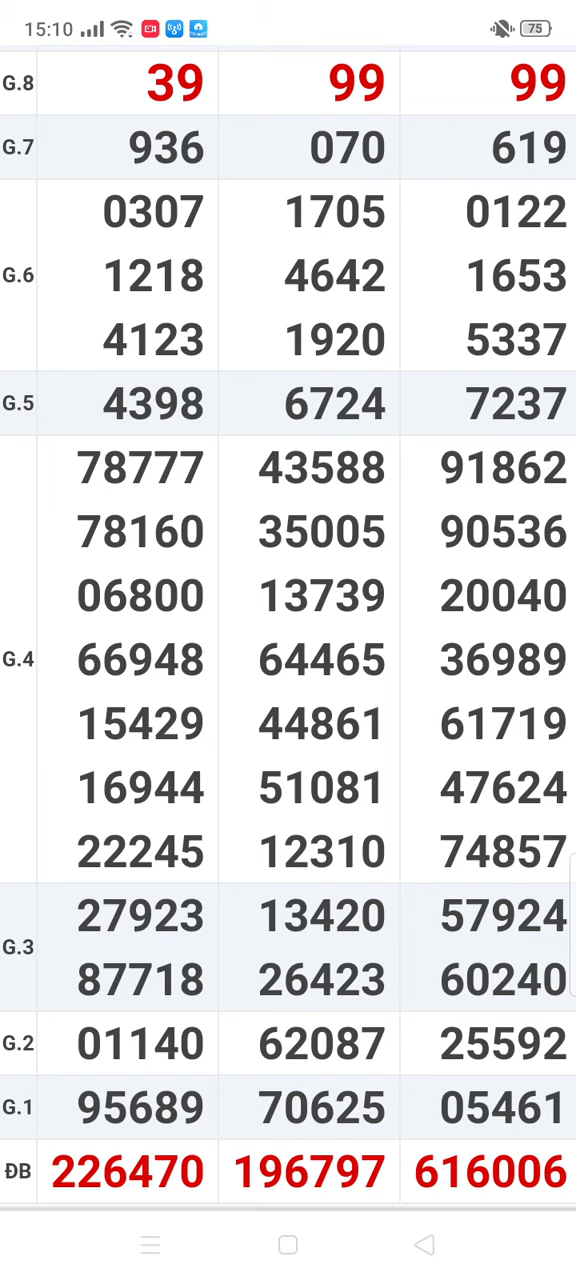 15:10 75
G.8 39 99 99
G.7 936 070 619
0307 1705 0122
G.6 1218 4642 1653
4123 1920 5337
G.5 4398 6724 7237
78777 43588 91862
78160 35005 90536
06800 13739 20040
G.4 66948 64465 36989
15429 44861 61719
16944 51081 47624
22245 12310 74857
27923 13420 57924
G.3
87718 26423 60240
G.2 01140 62087 25592
G.1 95689 70625 05461
ĐB 226470 196797 616006